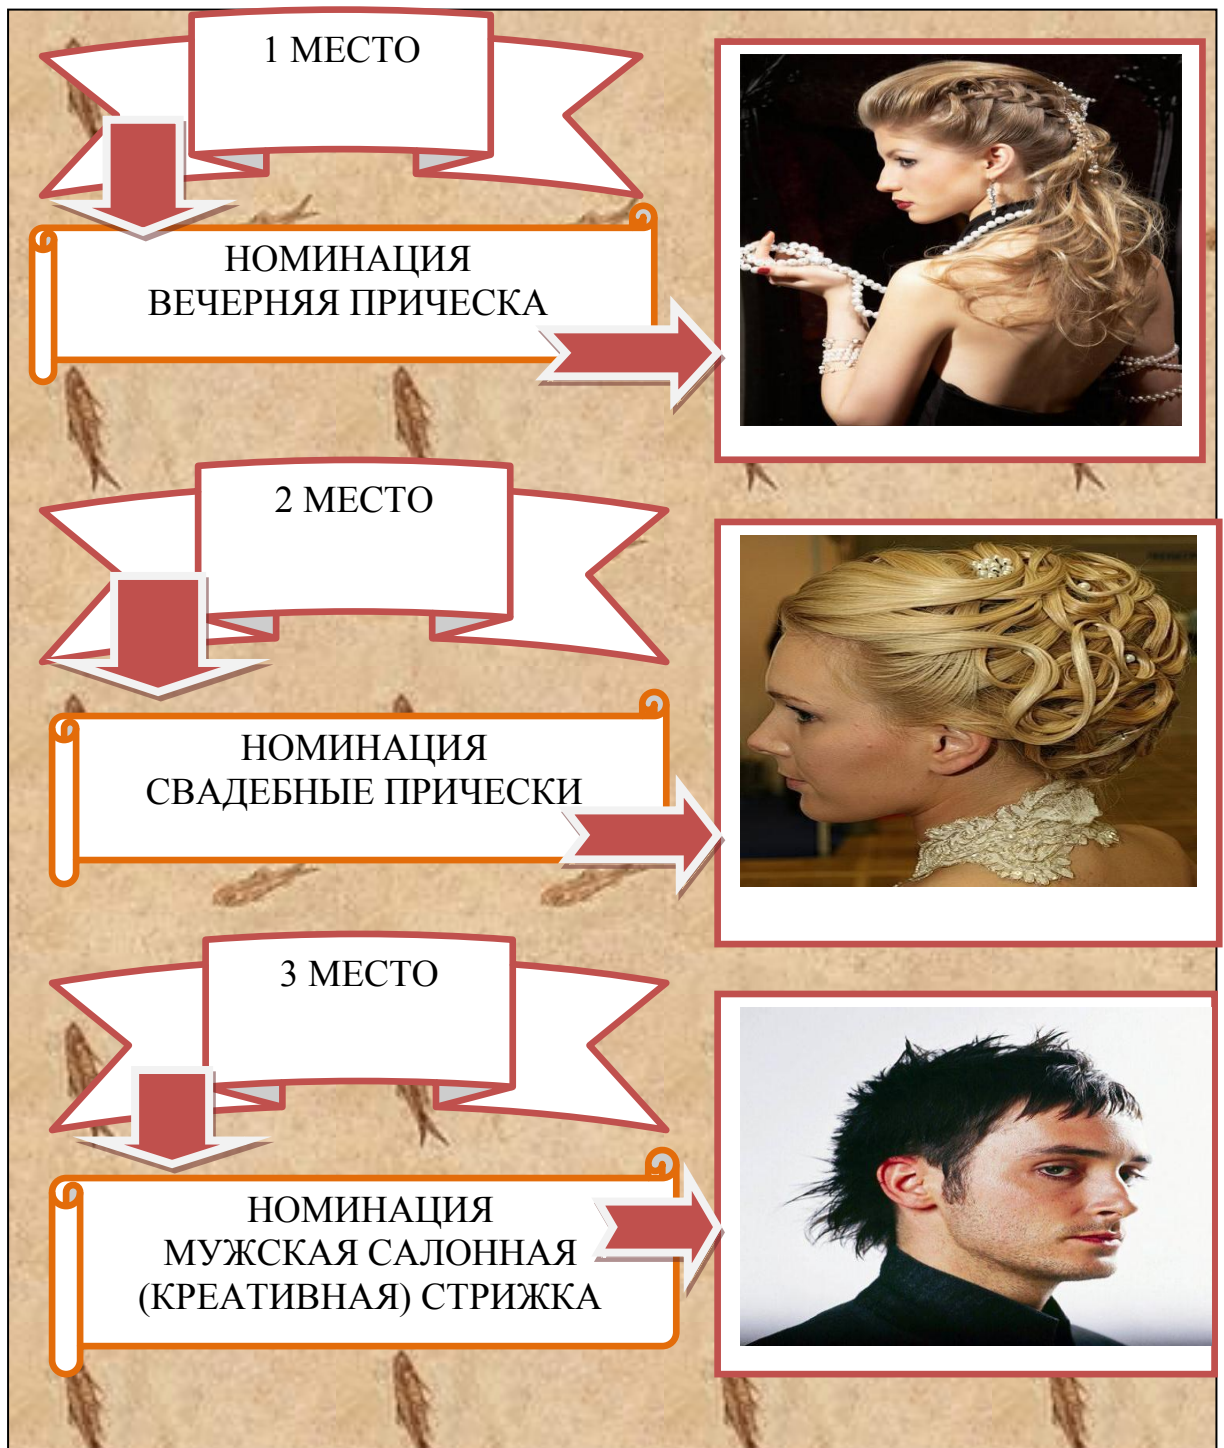 1 МЕСТО
НОМИНАЦИЯ
ВЕЧЕРНЯЯ ПРИЧЕСКА
2 МЕСТО
НОМИНАЦИЯ
СВАДЕБНЫЕ ПРИЧЕСКИ
3 МЕСТО
НОМИНАЦИЯ
МУЖСКАЯ САЛОННАЯ
(КРЕАТИВНАЯ) СТРИЖКА